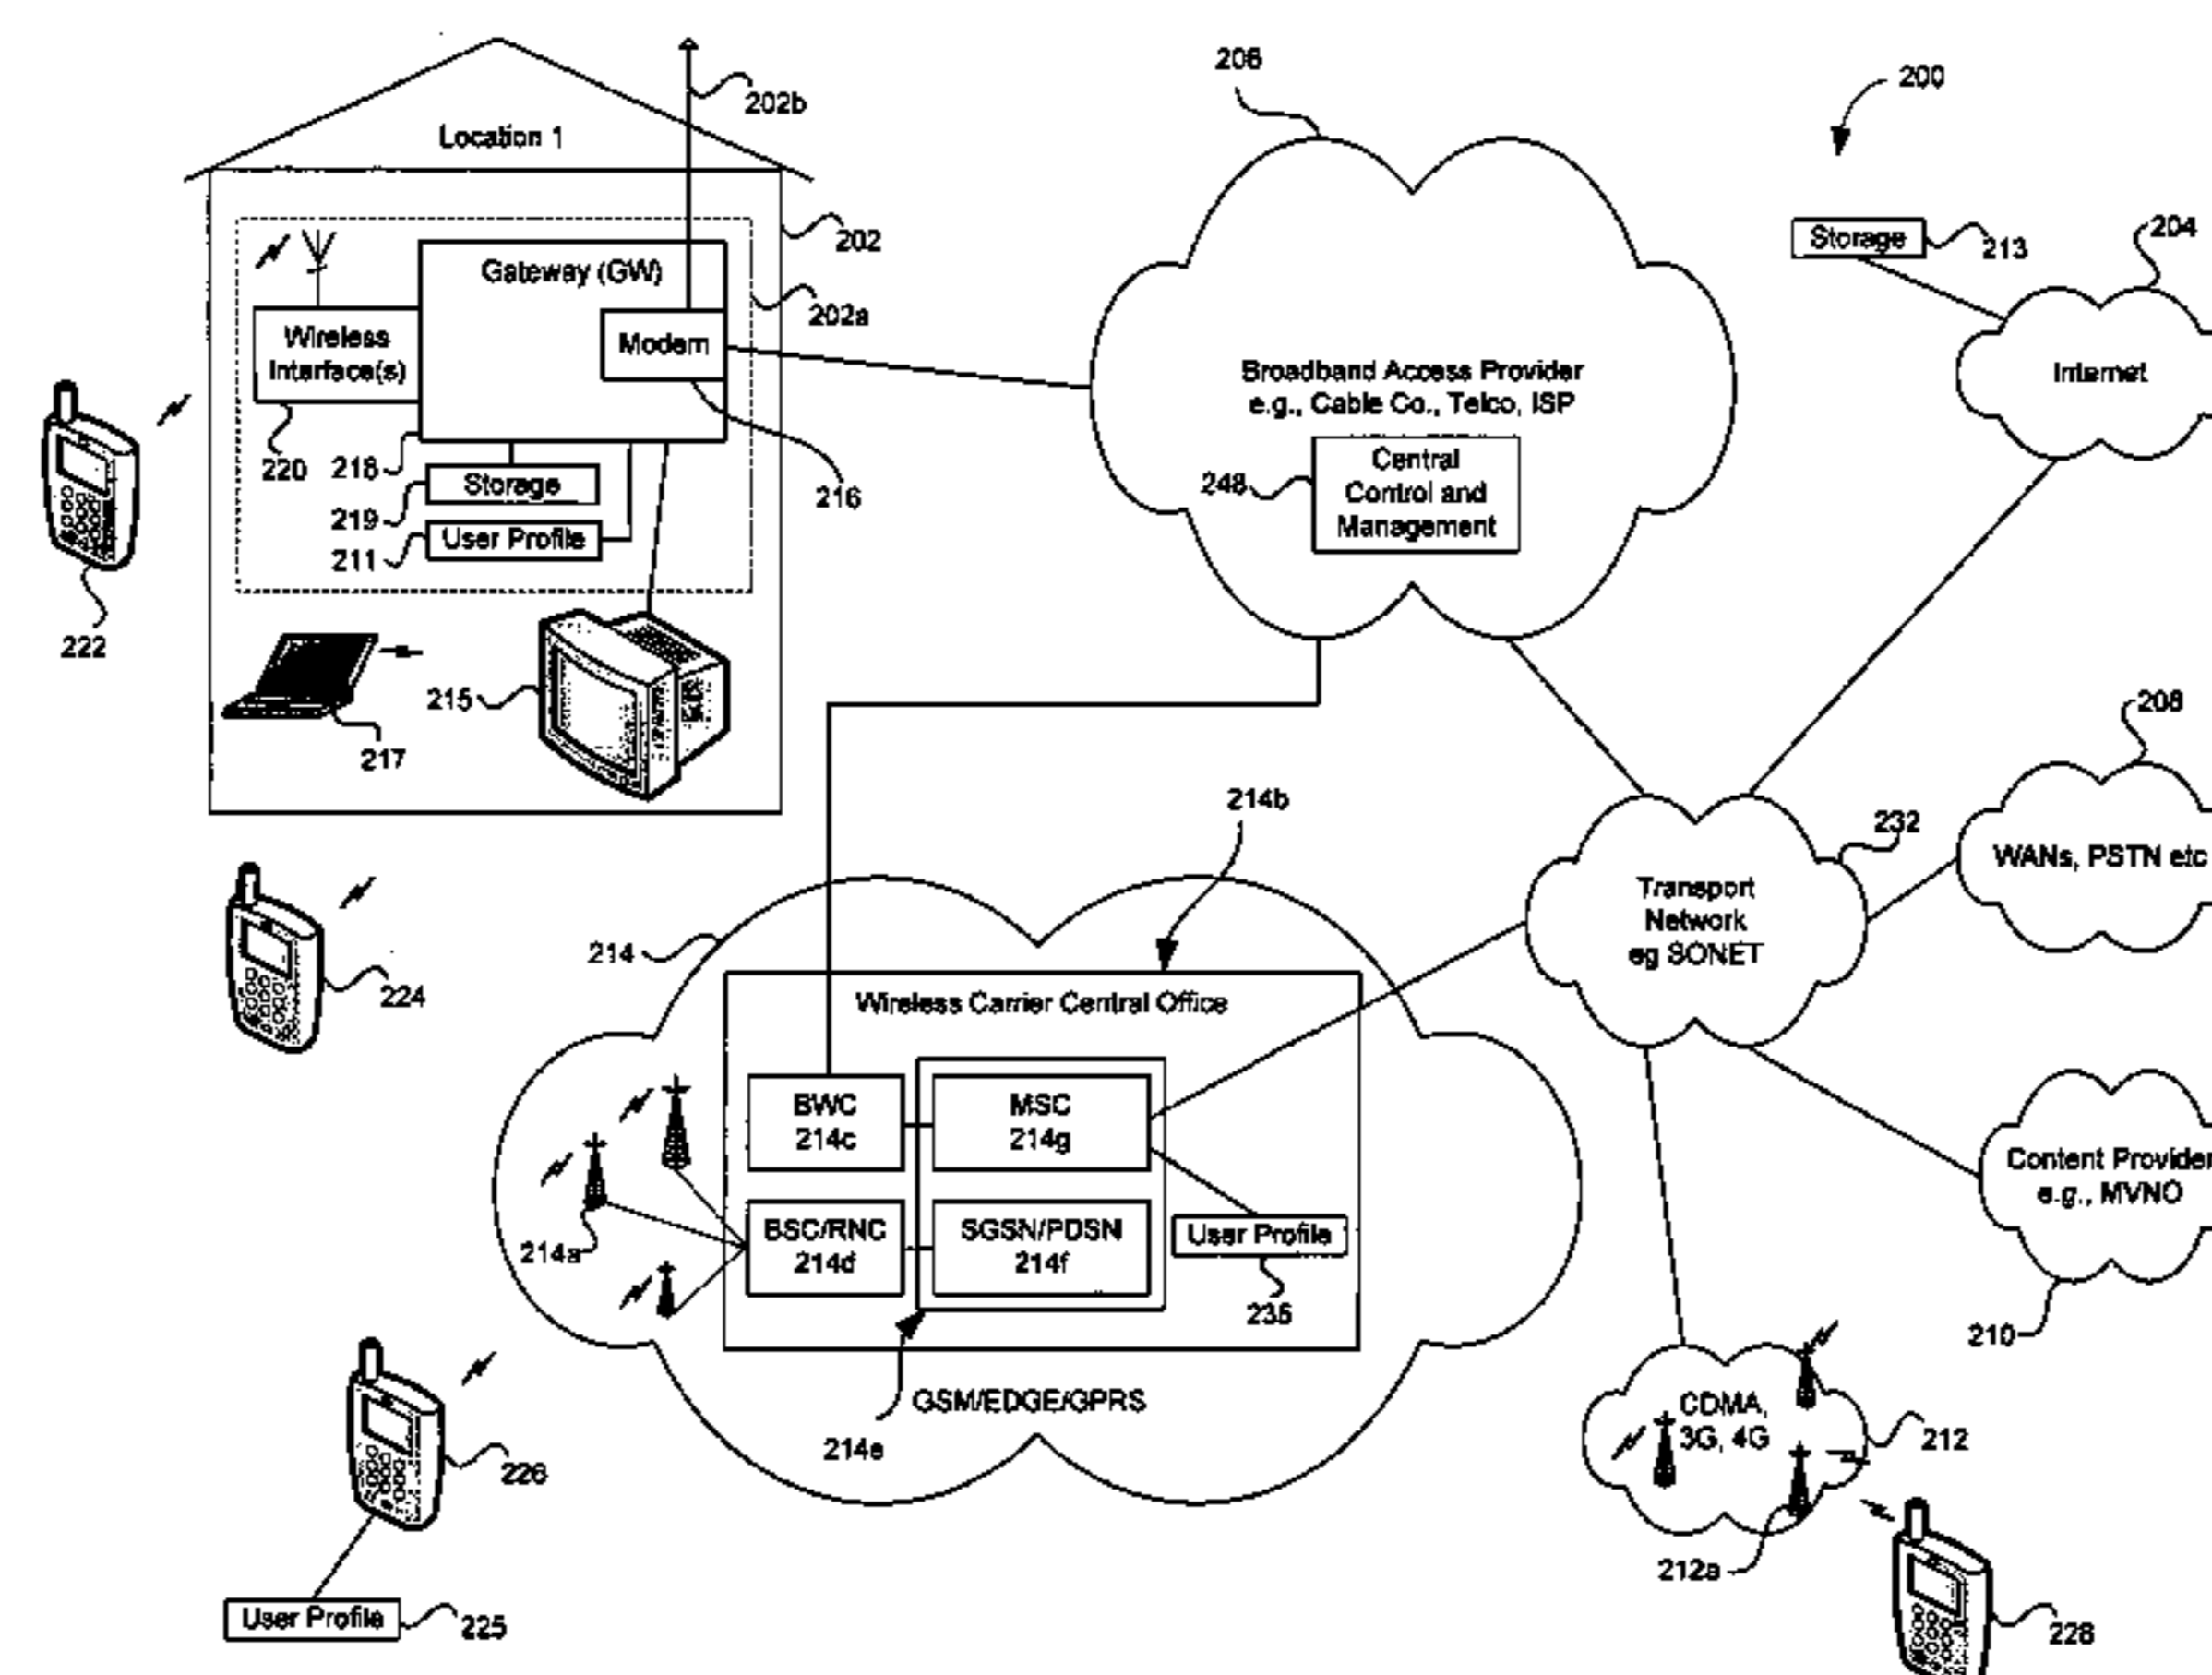 206
200
202b
Location 1
202
Gateway (GW)
202a
Storage
213
204
Wireless
Interface(s)
Modem
Internet
Broadband Access Provider
e.g., Cable Co., Telco, ISP
220
218
Storage
219
216
User Profile
211
248
Central
Control and
Management
222
215
217
208
214b
232
WANs, PSTN etc
Transport
Network
eg SONET
224
214
Wireless Carrier Central Office
BWC
214c
MSC
214g
Content Provider
e.g., MVNO
BSC/RNC
214d
SGSN/PDSN
214f
User Profile
214a
235
210
GSM/EDGE/GPRS
214e
CDMA,
3G, 4G
212
226
212a
User Profile
225
228